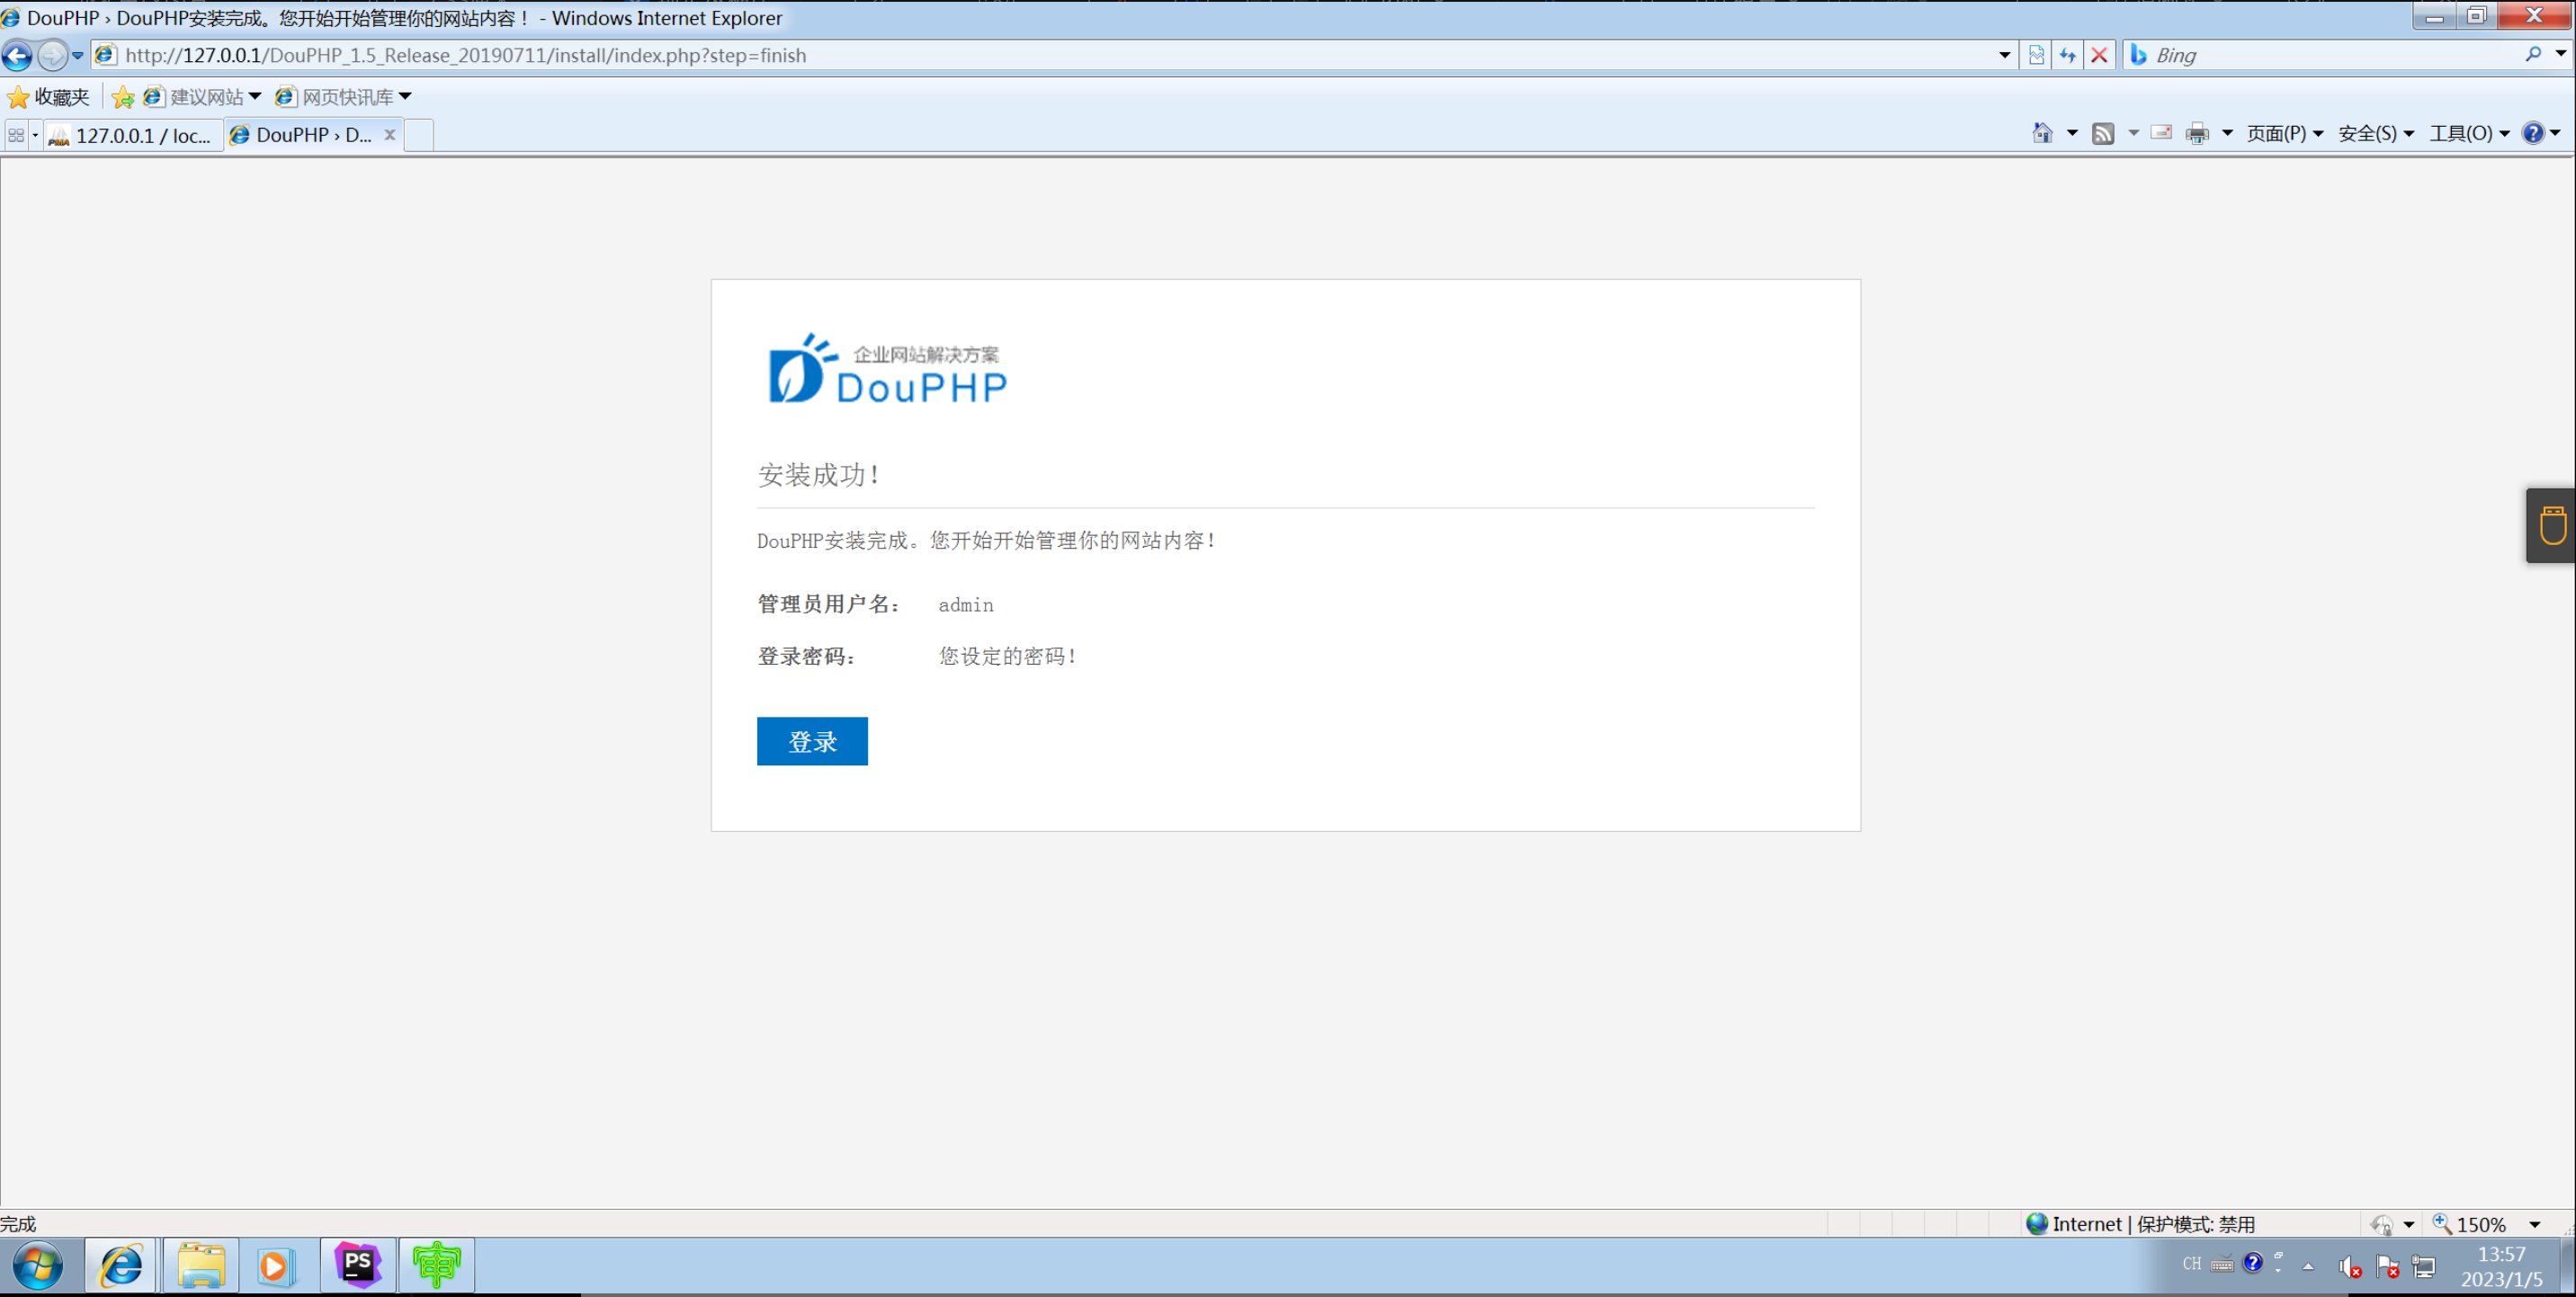 DouPHP › DouPHP安装完成。您开始开始管理你的网站内容！ - Windows Internet Explorer
http://127.0.0.1/DouPHP_1.5_Release_20190711/install/index.php?step=finish
Bing
收藏夹 建议网站 网页快讯库
127.0.0.1 / loc... DouPHP › D... 页面(P) 安全(S) 工具(O)
企业网站解决方案
DouPHP
安装成功！
DouPHP安装完成。您开始开始管理你的网站内容！
管理员用户名： admin
登录密码： 您设定的密码！
登录
完成 Internet | 保护模式: 禁用 150%
PS 审 CH 13:57
2023/1/5